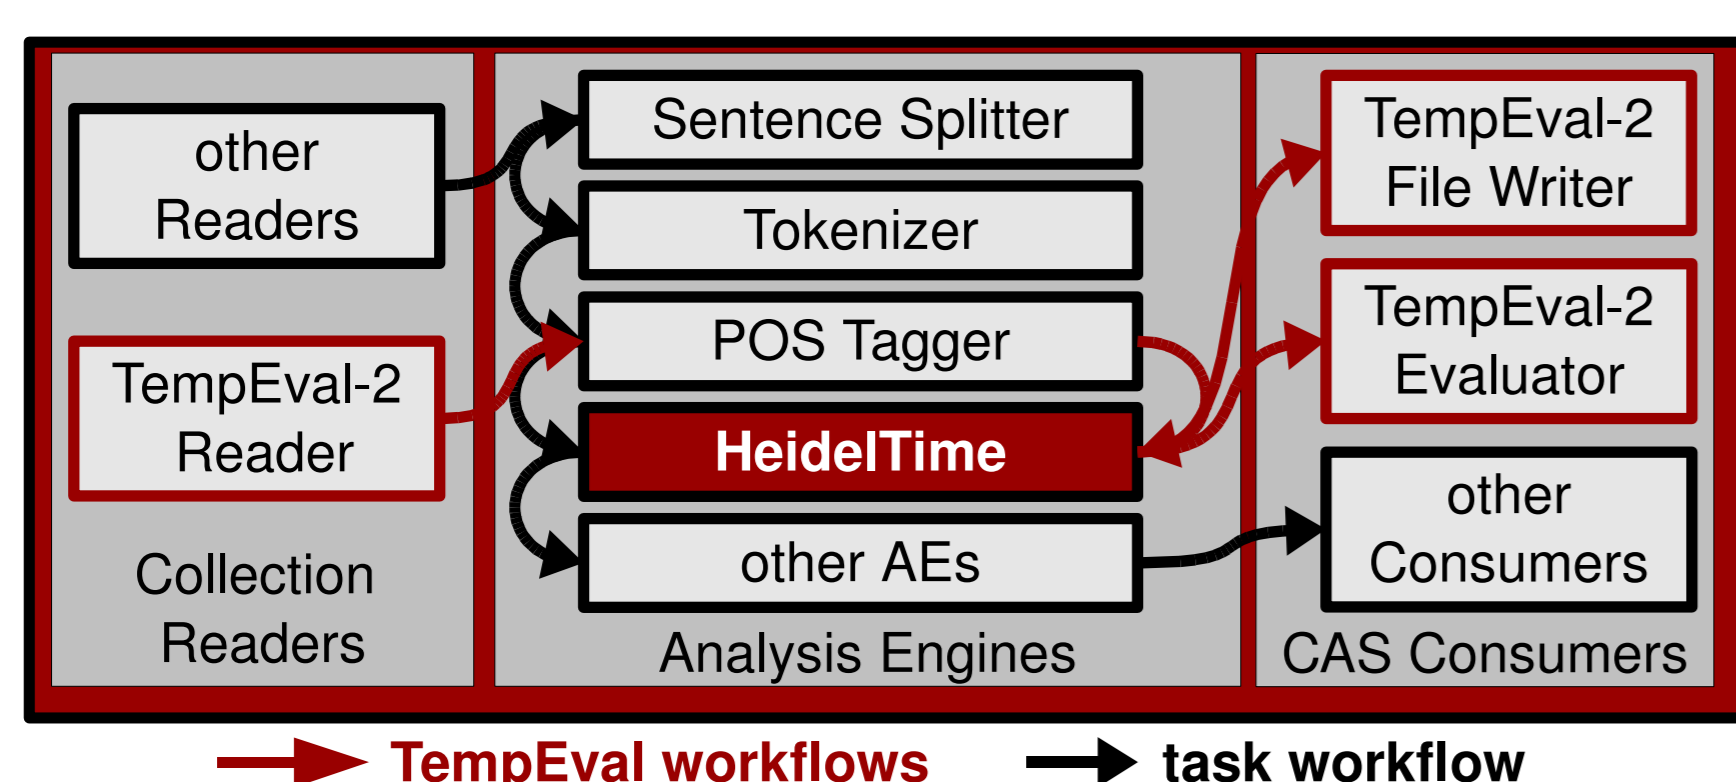 other
Readers
TempEval-2
Reader
Collection
Readers
Sentence Splitter
Tokenizer
POS Tagger
HeidelTime
other AEs
Analysis Engines
TempEval-2
File Writer
TempEval-2
Evaluator
other
Consumers
CAS Consumers
TempEval workflows
task workflow